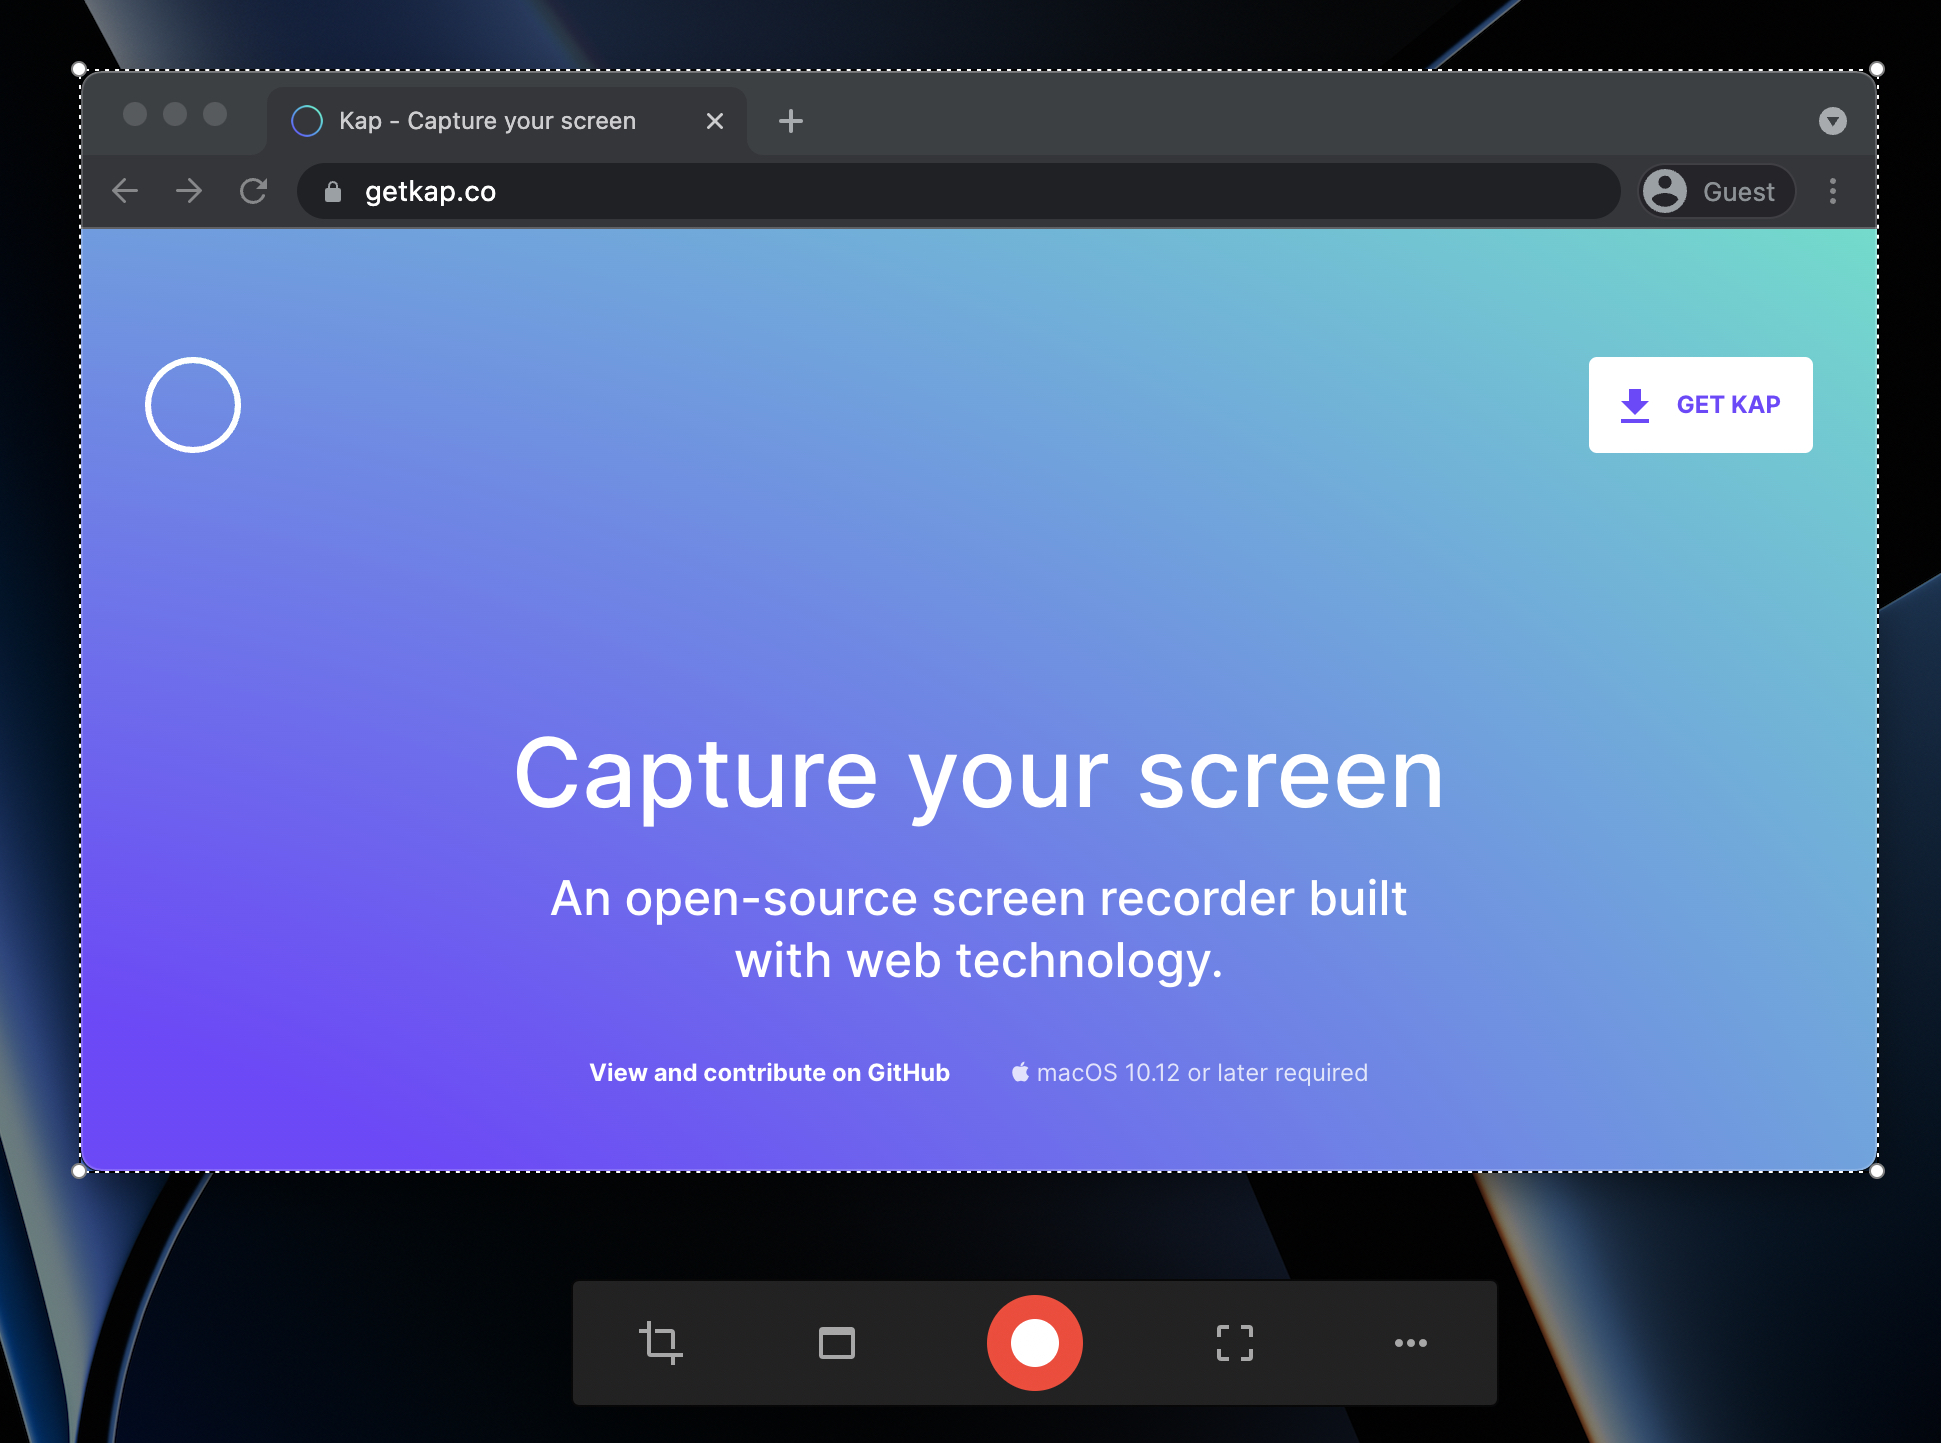 Kap - Capture your screen
getkap.co
Guest
GET KAP
Capture your screen
An open-source screen recorder built
with web technology.
View and contribute on GitHub
macOS 10.12 or later required